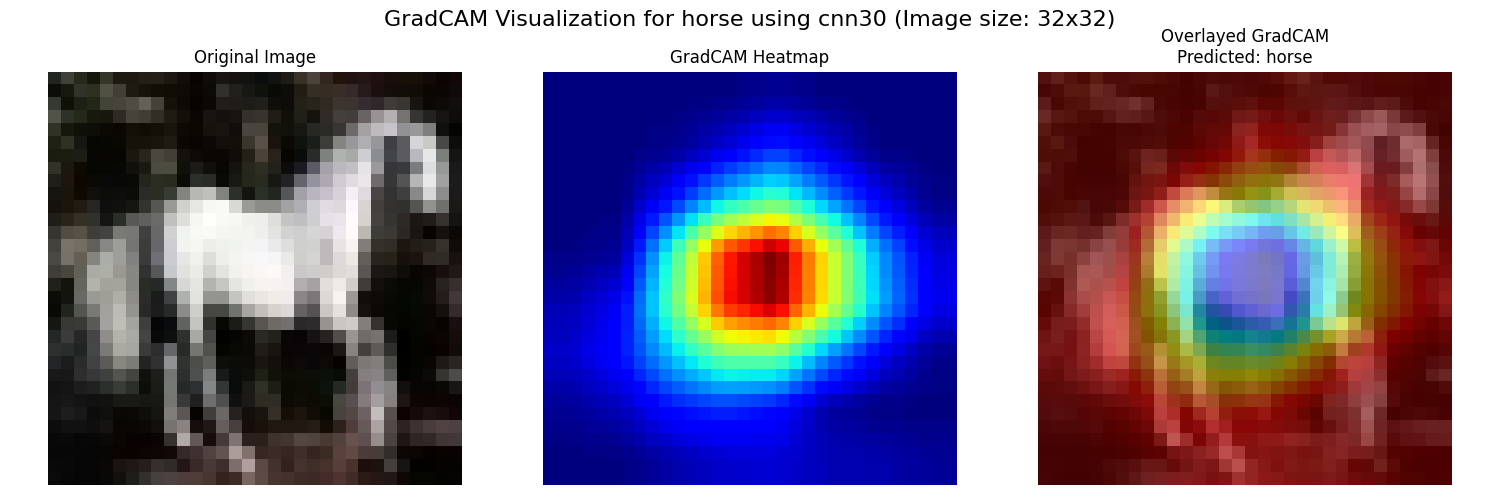 GradCAM Visualization for horse using cnn30 (Image size: 32x32)
Original Image
GradCAM Heatmap
Overlayed GradCAM
Predicted: horse